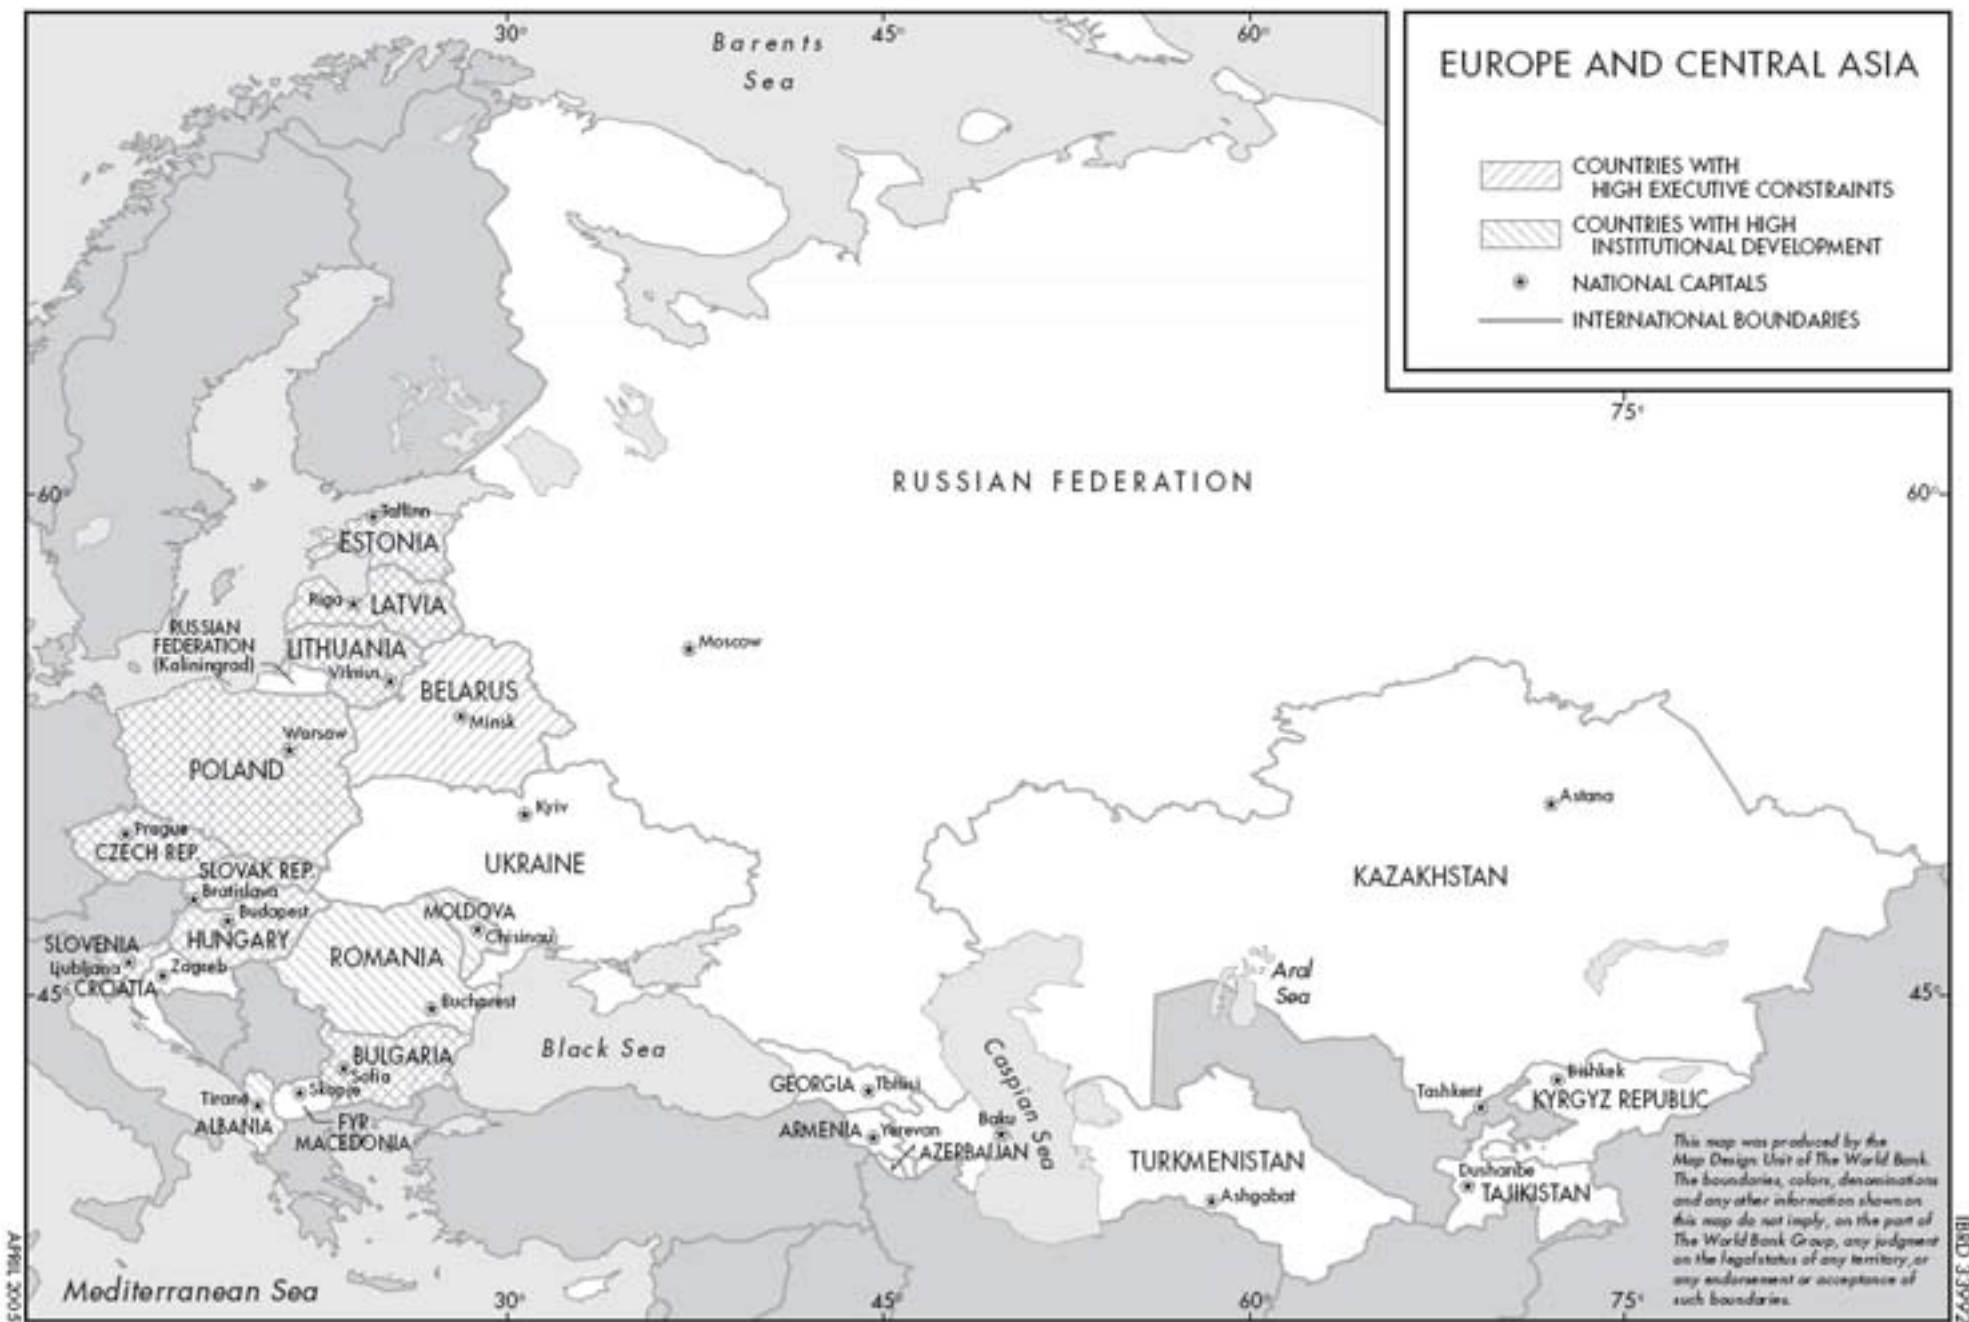 30°
45°
60°
Barents
Sea
EUROPE AND CENTRAL ASIA
COUNTRIES WITH
HIGH EXECUTIVE CONSTRAINTS
COUNTRIES WITH HIGH
INSTITUTIONAL DEVELOPMENT
NATIONAL CAPITALS
INTERNATIONAL BOUNDARIES
75°
RUSSIAN FEDERATION
60°
60°
Tallinn
ESTONIA
Riga
LATVIA
RUSSIAN
FEDERATION
(Kaliningrad)
LITHUANIA
Vilnius
Moscow
BELARUS
Minsk
Warsaw
POLAND
Kyiv
Astana
Prague
CZECH REP.
UKRAINE
SLOVAK REP.
KAZAKHSTAN
Bratislava
Budapest
MOLDOVA
HUNGARY
Chisinau
SLOVENIA
ROMANIA
Ljubljana
Zagreb
Aral
Sea
CROATIA
45°
45°
Bucharest
Black Sea
Caspian Sea
BULGARIA
Sofia
Bishkek
GEORGIA
Tbilisi
Skopje
Tashkent
KYRGYZ REPUBLIC
Tirane
ALBANIA
FYR
MACEDONIA
ARMENIA
Yerevan
Baku
AZERBAIJAN
TURKMENISTAN
Dushanbe
TAJIKISTAN
Ashgabat
This map was produced by the
Map Design Unit of The World Bank.
The boundaries, colors, denominations
and any other information shown on
this map do not imply, on the part of
The World Bank Group, any judgment
on the legal status of any territory, or
any endorsement or acceptance of
such boundaries.
Mediterranean Sea
30°
45°
60°
75°
APRIL 2005
IBRD 33992